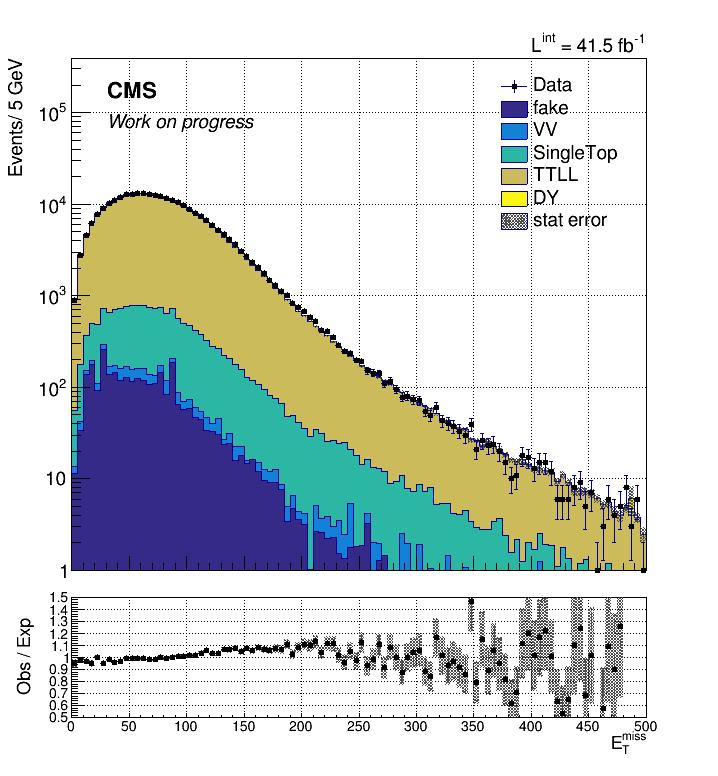 L^int = 41.5 fb^-1
Events/ 5 GeV
CMS
Work on progress
Data
fake
VV
SingleTop
TTLL
DY
stat error
10^5
10^4
10^3
10^2
10
1
Obs / Exp
1.5
1.4
1.3
1.2
1.1
1
0.9
0.8
0.7
0.6
0.5
0 50 100 150 200 250 300 350 400 450 500
E_T^miss